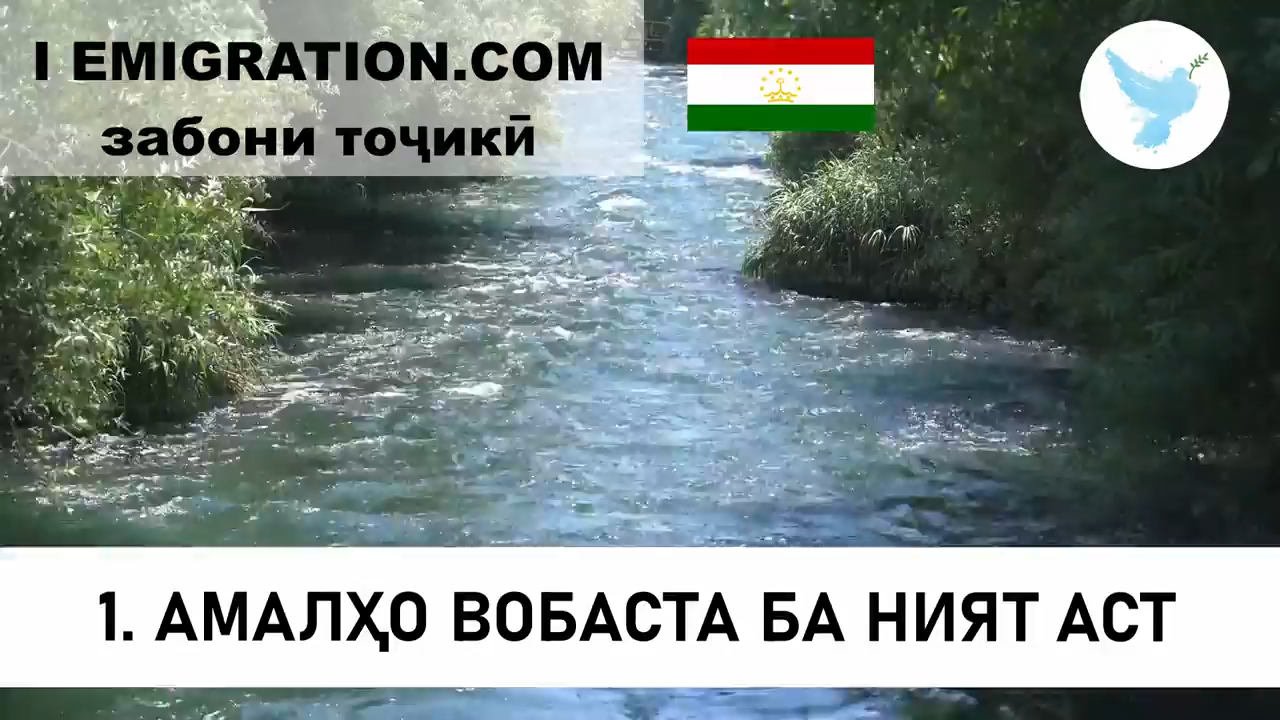 I EMIGRATION.COM
забони тоҷикӣ
1. АМАЛҲО ВОБАСТА БА НИЯТ АСТ